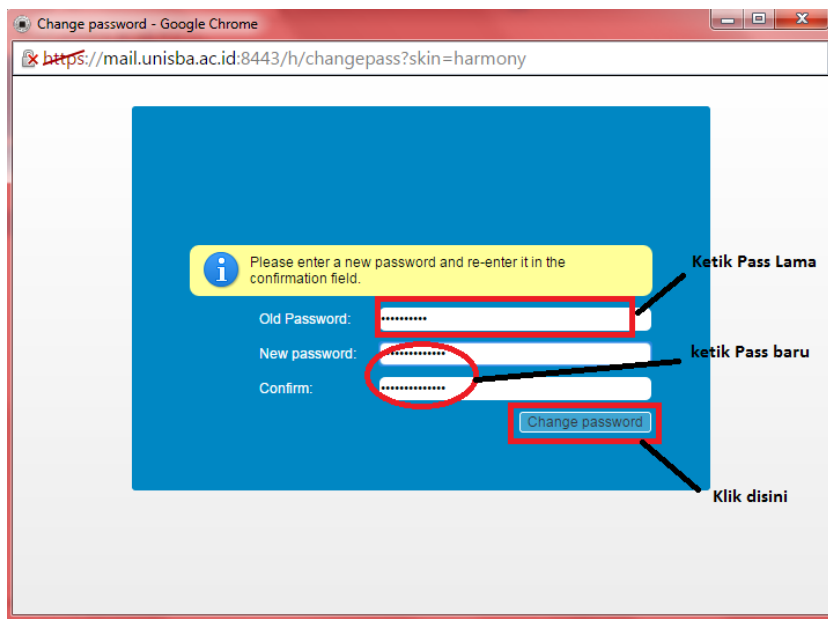 Change password - Google Chrome
https://mail.unisba.ac.id:8443/h/changepass?skin=harmony
Please enter a new password and re-enter it in the
confirmation field.
Ketik Pass Lama
Old Password:
New password:
ketik Pass baru
Confirm:
Change password
Klik disini